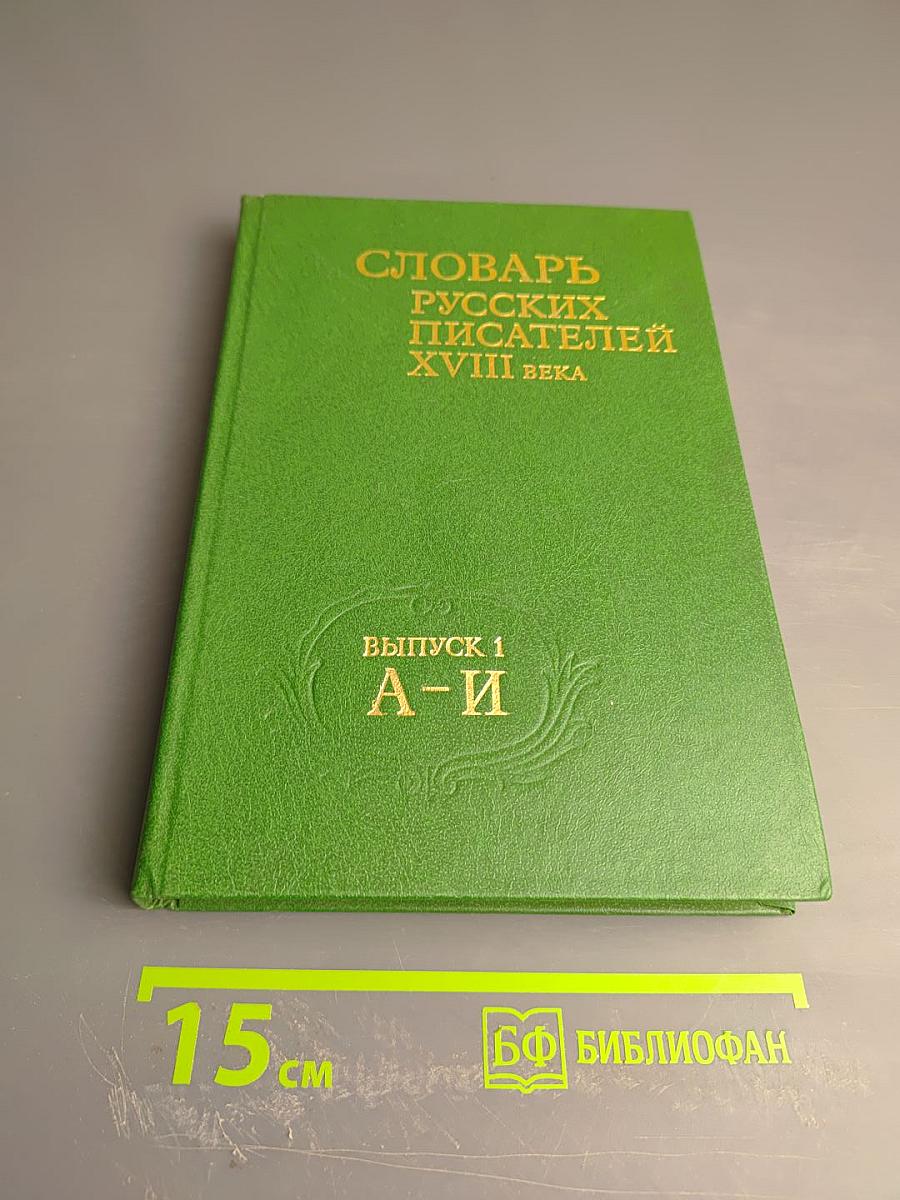 СЛОВАРЬ
РУССКИХ
ПИСАТЕЛЕЙ
XVIII ВЕКА
ВЫПУСК 1
А–И
15 см
БФ БИБЛИОФАН